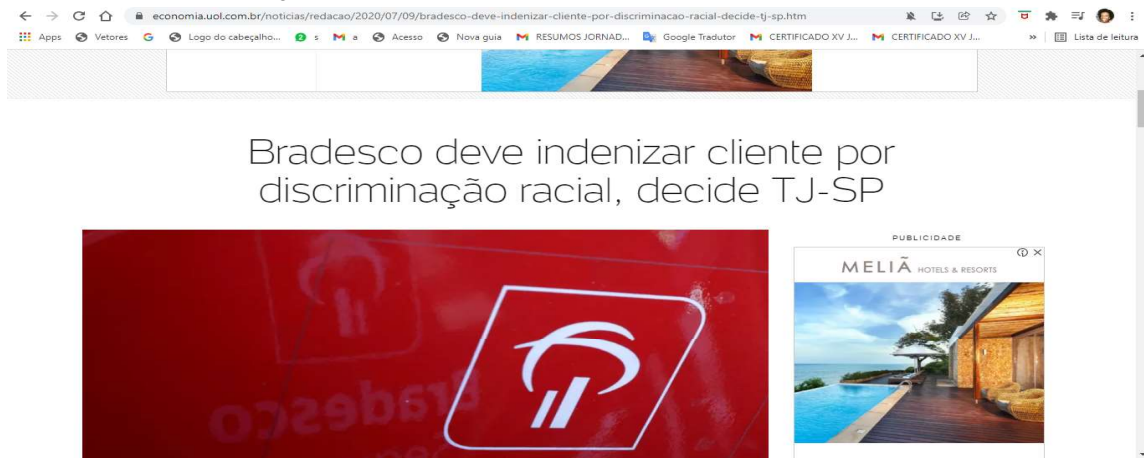 economia.uol.com.br/noticias/redacao/2020/07/09/bradesco-deve-indenizar-cliente-por-discriminacao-racial-decide-tj-sp.htm
Apps Vetores Logo do cabeçalho... s a Acesso Nova guia RESUMOS JORNAD... Google Tradutor CERTIFICADO XV J... CERTIFICADO XV J... » Lista de leitura
Bradesco deve indenizar cliente por
discriminação racial, decide TJ-SP
PUBLICIDADE
MELIÃ HOTELS & RESORTS
Bradesco